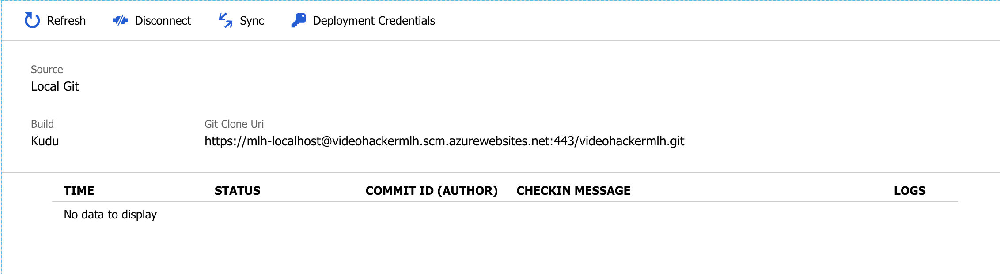 Refresh Disconnect Sync Deployment Credentials
Source
Local Git
Build Git Clone Uri
Kudu https://mlh-localhost@videohackermlh.scm.azurewebsites.net:443/videohackermlh.git
TIME STATUS COMMIT ID (AUTHOR) CHECKIN MESSAGE LOGS
No data to display